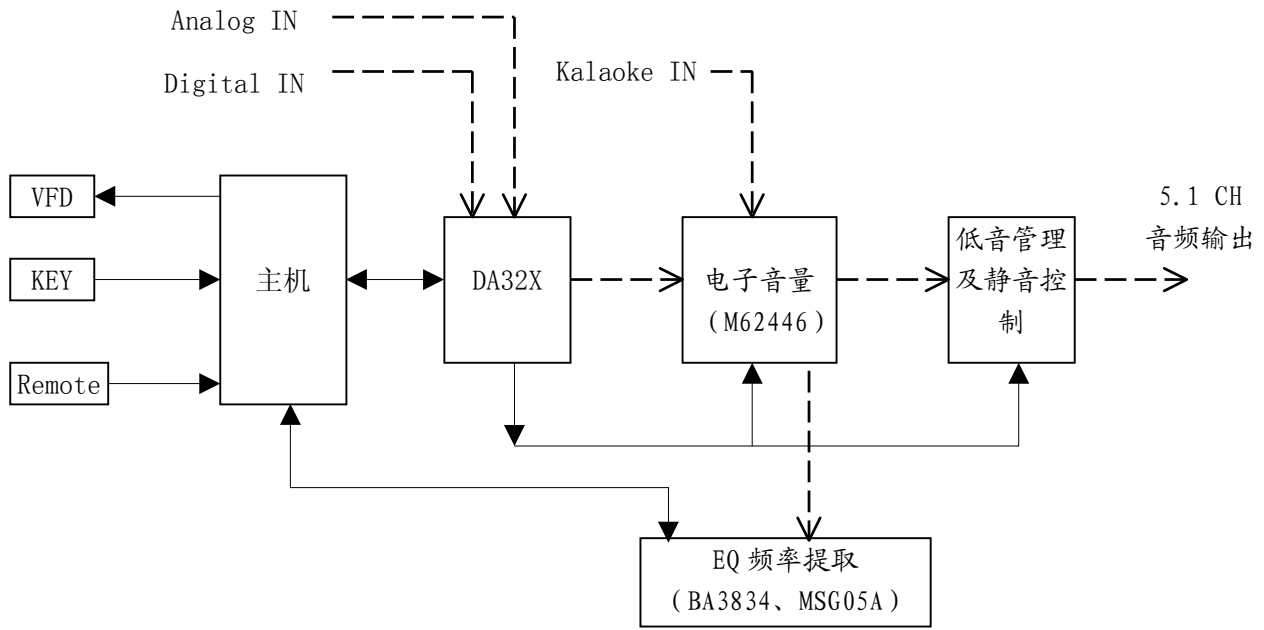 Analog IN
Digital IN
Kalaoke IN
VFD
KEY
Remote
主机
DA32X
电子音量
(M62446)
低音管理
及静音控
制
5.1 CH
音频输出
EQ 频率提取
(BA3834、MSG05A)